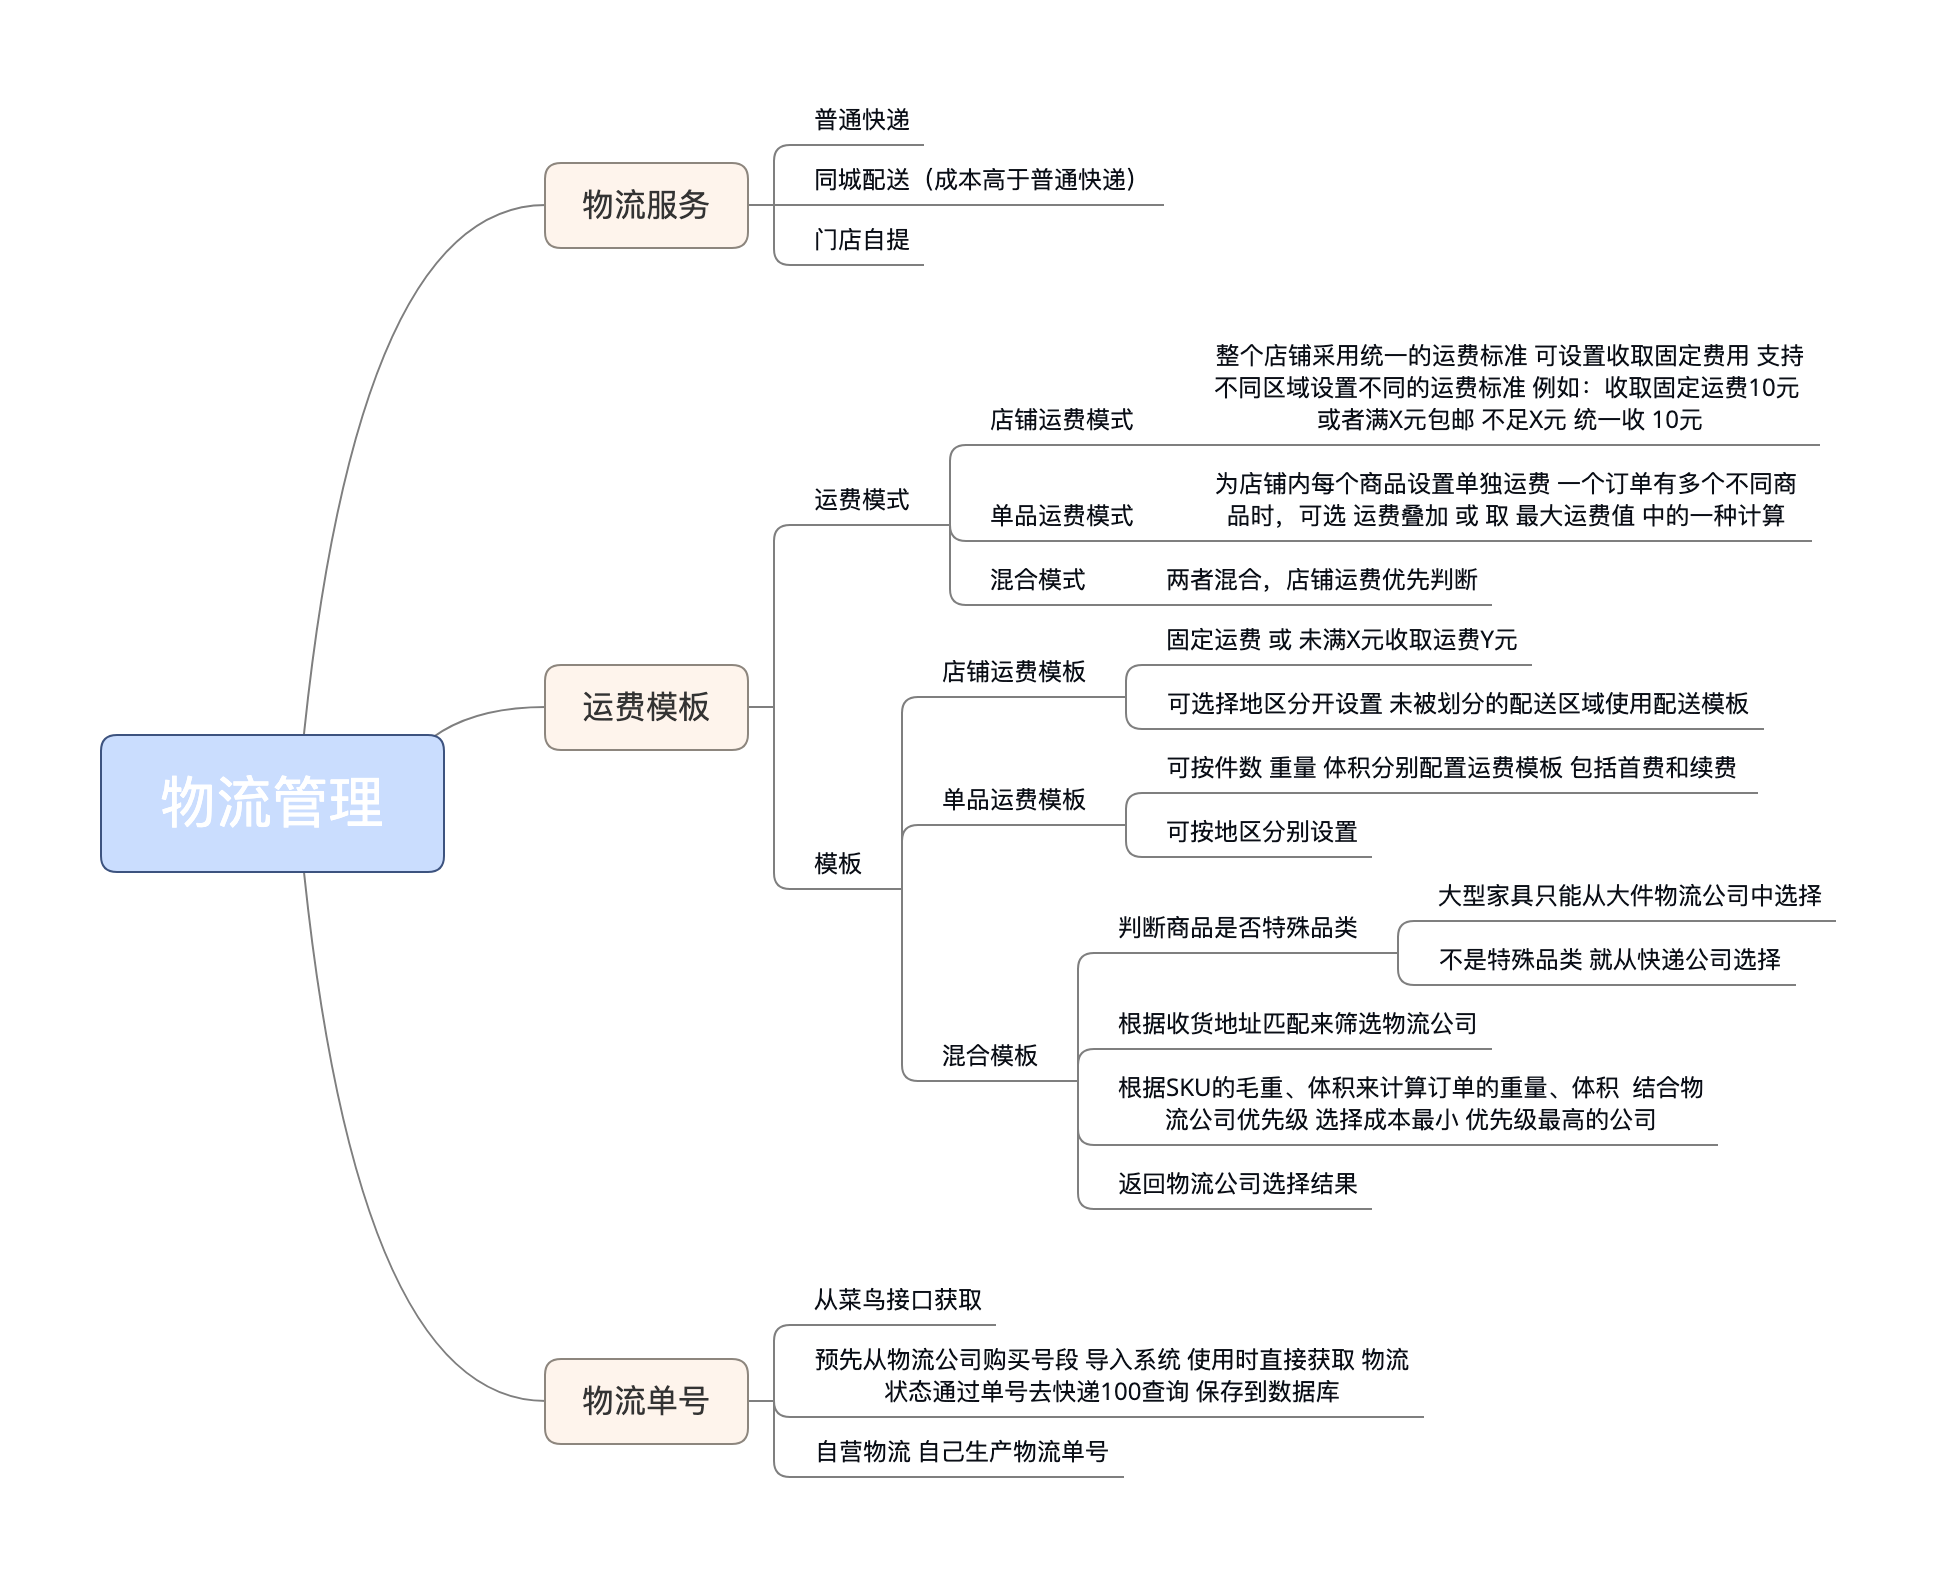 物流管理
物流服务
普通快递
同城配送（成本高于普通快递）
门店自提
运费模板
运费模式
店铺运费模式
整个店铺采用统一的运费标准 可设置收取固定费用 支持
不同区域设置不同的运费标准 例如：收取固定运费10元
或者满X元包邮 不足X元 统一收 10元
单品运费模式
为店铺内每个商品设置单独运费 一个订单有多个不同商
品时，可选 运费叠加 或 取 最大运费值 中的一种计算
混合模式
两者混合，店铺运费优先判断
模板
店铺运费模板
固定运费 或 未满X元收取运费Y元
可选择地区分开设置 未被划分的配送区域使用配送模板
单品运费模板
可按件数 重量 体积分别配置运费模板 包括首费和续费
可按地区分别设置
混合模板
判断商品是否特殊品类
大型家具只能从大件物流公司中选择
不是特殊品类 就从快递公司选择
根据收货地址匹配来筛选物流公司
根据SKU的毛重、体积来计算订单的重量、体积  结合物
流公司优先级 选择成本最小 优先级最高的公司
返回物流公司选择结果
物流单号
从菜鸟接口获取
预先从物流公司购买号段 导入系统 使用时直接获取 物流
状态通过单号去快递100查询 保存到数据库
自营物流 自己生产物流单号